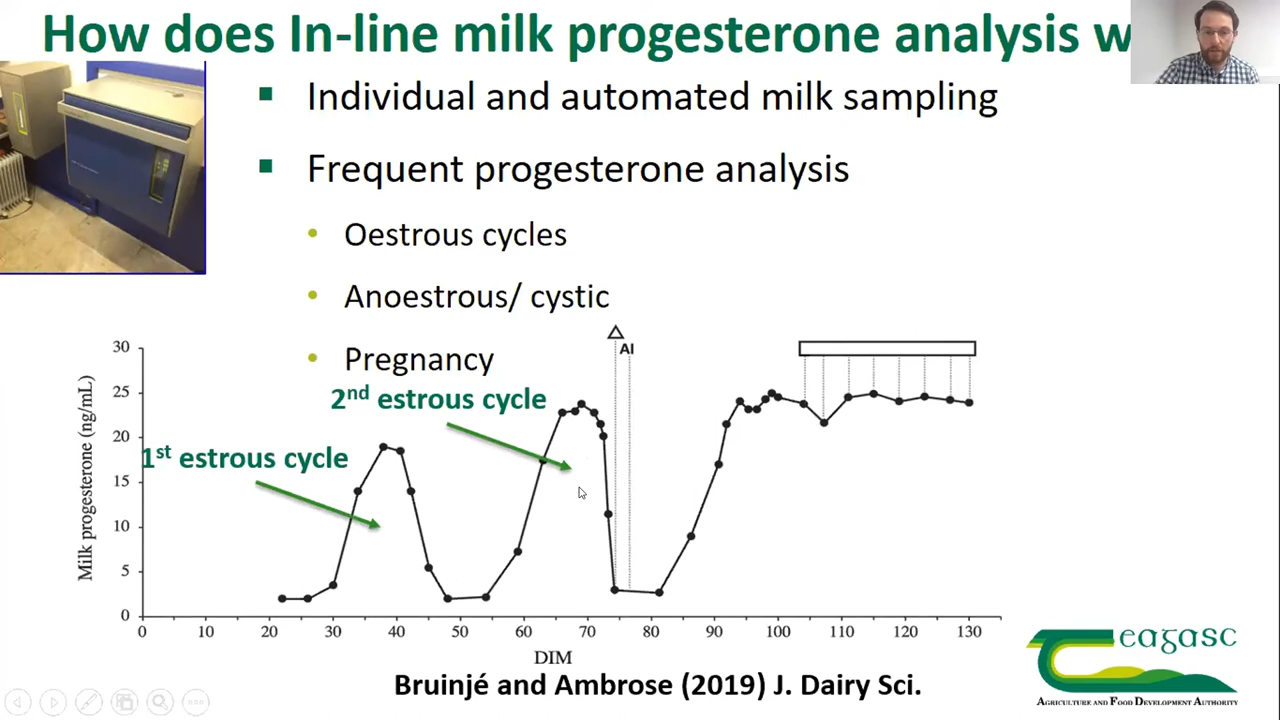 How does In-line milk progesterone analysis w
Individual and automated milk sampling
Frequent progesterone analysis
Oestrous cycles
Anoestrous/ cystic
Pregnancy
2nd estrous cycle
1st estrous cycle
AI
Milk progesterone (ng/mL)
30
25
20
15
10
5
0
0 10 20 30 40 50 60 70 80 90 100 110 120 130
DIM
Bruinjé and Ambrose (2019) J. Dairy Sci.
eagasc
AGRICULTURE AND FOOD DEVELOPMENT AUTHORITY